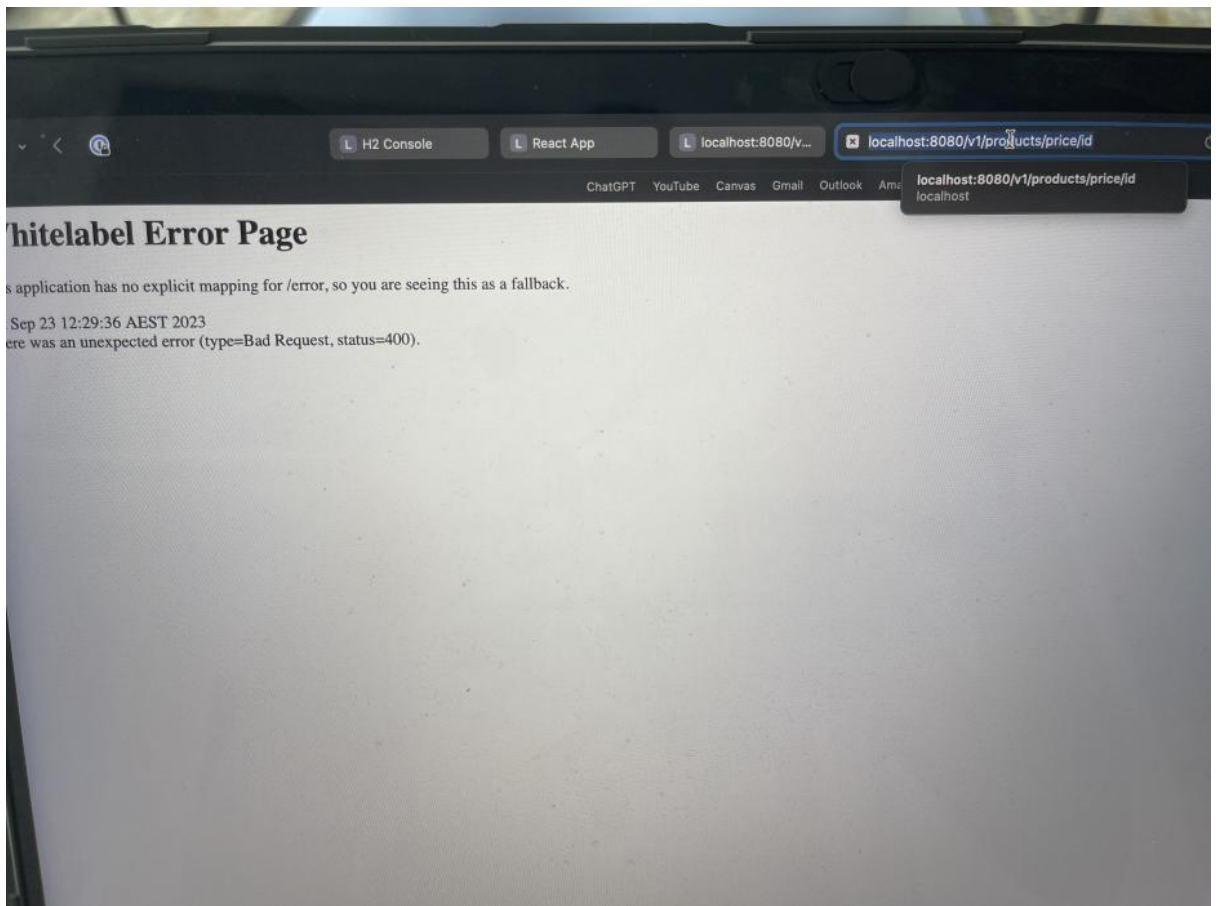 L H2 Console
L React App
L localhost:8080/v...
localhost:8080/v1/products/price/id
ChatGPT YouTube Canvas Gmail Outlook Ama
localhost:8080/v1/products/price/id
localhost
hitelabel Error Page
s application has no explicit mapping for /error, so you are seeing this as a fallback.
Sep 23 12:29:36 AEST 2023
ere was an unexpected error (type=Bad Request, status=400).